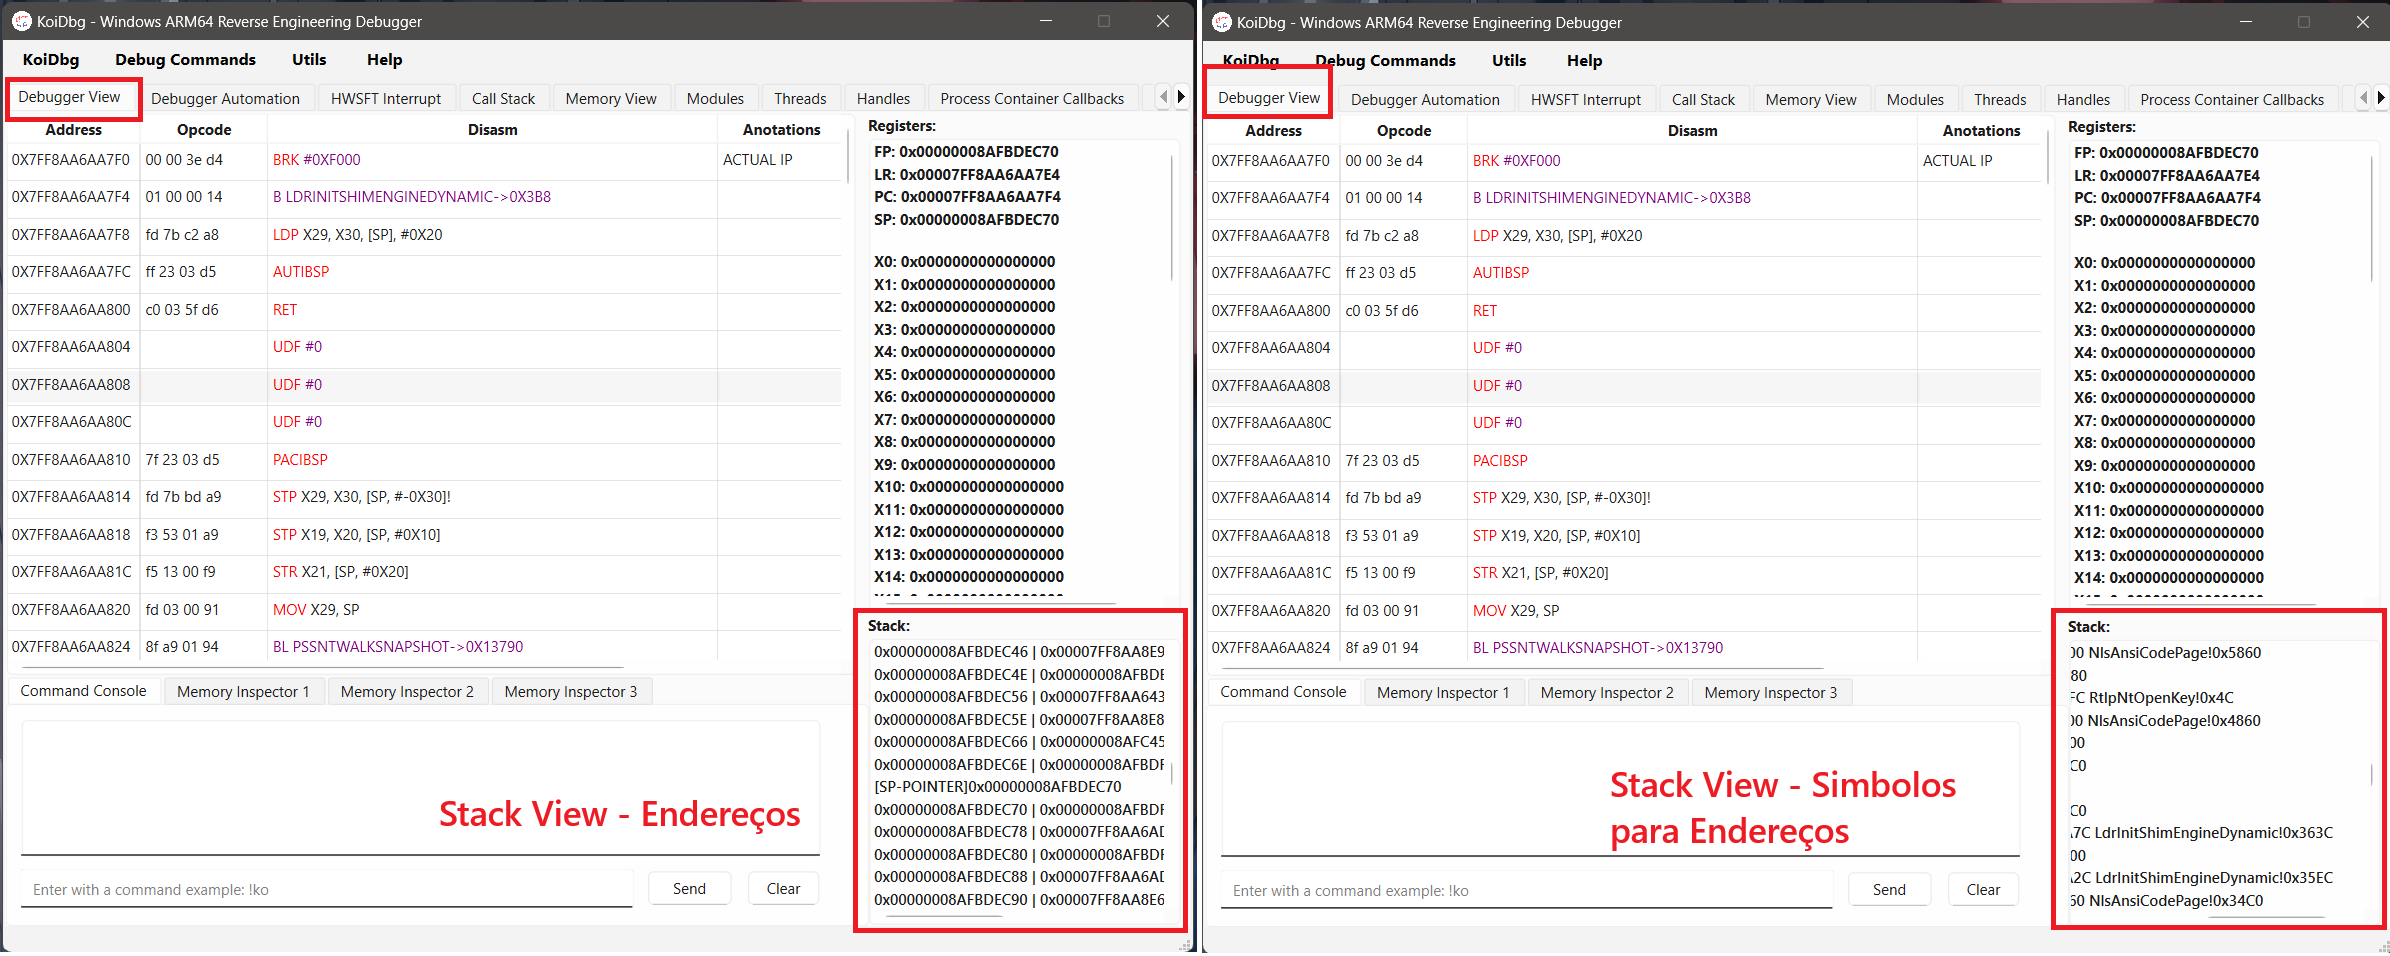 KoiDbg - Windows ARM64 Reverse Engineering Debugger
KoiDbg Debug Commands Utils Help
Debugger View Debugger Automation HWSFT Interrupt Call Stack Memory View Modules Threads Handles Process Container Callbacks
Address Opcode Disasm Anotations
0X7FF8AA6AA7F0 00 00 3e d4 BRK #0XF000 ACTUAL IP
0X7FF8AA6AA7F4 01 00 00 14 B LDRINITSHIMENGINEDYNAMIC->0X3B8
0X7FF8AA6AA7F8 fd 7b c2 a8 LDP X29, X30, [SP], #0X20
0X7FF8AA6AA7FC ff 23 03 d5 AUTIBSP
0X7FF8AA6AA800 c0 03 5f d6 RET
0X7FF8AA6AA804 UDF #0
0X7FF8AA6AA808 UDF #0
0X7FF8AA6AA80C UDF #0
0X7FF8AA6AA810 7f 23 03 d5 PACIBSP
0X7FF8AA6AA814 fd 7b bd a9 STP X29, X30, [SP, #-0X30]!
0X7FF8AA6AA818 f3 53 01 a9 STP X19, X20, [SP, #0X10]
0X7FF8AA6AA81C f5 13 00 f9 STR X21, [SP, #0X20]
0X7FF8AA6AA820 fd 03 00 91 MOV X29, SP
0X7FF8AA6AA824 8f a9 01 94 BL PSSNTWALKSNAPSHOT->0X13790
Registers:
FP: 0x00000008AFBDEC70
LR: 0x00007FF8AA6AA7E4
PC: 0x00007FF8AA6AA7F4
SP: 0x00000008AFBDEC70
X0: 0x0000000000000000
X1: 0x0000000000000000
X2: 0x0000000000000000
X3: 0x0000000000000000
X4: 0x0000000000000000
X5: 0x0000000000000000
X6: 0x0000000000000000
X7: 0x0000000000000000
X8: 0x0000000000000000
X9: 0x0000000000000000
X10: 0x0000000000000000
X11: 0x0000000000000000
X12: 0x0000000000000000
X13: 0x0000000000000000
X14: 0x0000000000000000
Stack:
0x00000008AFBDEC46 | 0x00007FF8AA8E9
0x00000008AFBDEC4E | 0x00000008AFBDE
0x00000008AFBDEC56 | 0x00007FF8AA643
0x00000008AFBDEC5E | 0x00007FF8AA8E8
0x00000008AFBDEC66 | 0x00000008AFC45
0x00000008AFBDEC6E | 0x00000008AFBDF
[SP-POINTER]0x00000008AFBDEC70
0x00000008AFBDEC70 | 0x00000008AFBDF
0x00000008AFBDEC78 | 0x00007FF8AA6AD
0x00000008AFBDEC80 | 0x00000008AFBDF
0x00000008AFBDEC88 | 0x00007FF8AA6AD
0x00000008AFBDEC90 | 0x00007FF8AA8E6
Command Console Memory Inspector 1 Memory Inspector 2 Memory Inspector 3
Stack View - Endereços
Enter with a command example: !ko Send Clear
KoiDbg - Windows ARM64 Reverse Engineering Debugger
KoiDbg Debug Commands Utils Help
Debugger View Debugger Automation HWSFT Interrupt Call Stack Memory View Modules Threads Handles Process Container Callbacks
Address Opcode Disasm Anotations
0X7FF8AA6AA7F0 00 00 3e d4 BRK #0XF000 ACTUAL IP
0X7FF8AA6AA7F4 01 00 00 14 B LDRINITSHIMENGINEDYNAMIC->0X3B8
0X7FF8AA6AA7F8 fd 7b c2 a8 LDP X29, X30, [SP], #0X20
0X7FF8AA6AA7FC ff 23 03 d5 AUTIBSP
0X7FF8AA6AA800 c0 03 5f d6 RET
0X7FF8AA6AA804 UDF #0
0X7FF8AA6AA808 UDF #0
0X7FF8AA6AA80C UDF #0
0X7FF8AA6AA810 7f 23 03 d5 PACIBSP
0X7FF8AA6AA814 fd 7b bd a9 STP X29, X30, [SP, #-0X30]!
0X7FF8AA6AA818 f3 53 01 a9 STP X19, X20, [SP, #0X10]
0X7FF8AA6AA81C f5 13 00 f9 STR X21, [SP, #0X20]
0X7FF8AA6AA820 fd 03 00 91 MOV X29, SP
0X7FF8AA6AA824 8f a9 01 94 BL PSSNTWALKSNAPSHOT->0X13790
Registers:
FP: 0x00000008AFBDEC70
LR: 0x00007FF8AA6AA7E4
PC: 0x00007FF8AA6AA7F4
SP: 0x00000008AFBDEC70
X0: 0x0000000000000000
X1: 0x0000000000000000
X2: 0x0000000000000000
X3: 0x0000000000000000
X4: 0x0000000000000000
X5: 0x0000000000000000
X6: 0x0000000000000000
X7: 0x0000000000000000
X8: 0x0000000000000000
X9: 0x0000000000000000
X10: 0x0000000000000000
X11: 0x0000000000000000
X12: 0x0000000000000000
X13: 0x0000000000000000
X14: 0x0000000000000000
Stack:
00 NlsAnsiCodePage!0x5860
80
FC RtlpNtOpenKey!0x4C
00 NlsAnsiCodePage!0x4860
00
C0
C0
A7C LdrInitShimEngineDynamic!0x363C
00
A2C LdrInitShimEngineDynamic!0x35EC
60 NlsAnsiCodePage!0x34C0
Command Console Memory Inspector 1 Memory Inspector 2 Memory Inspector 3
Stack View - Simbolos
para Endereços
Enter with a command example: !ko Send Clear